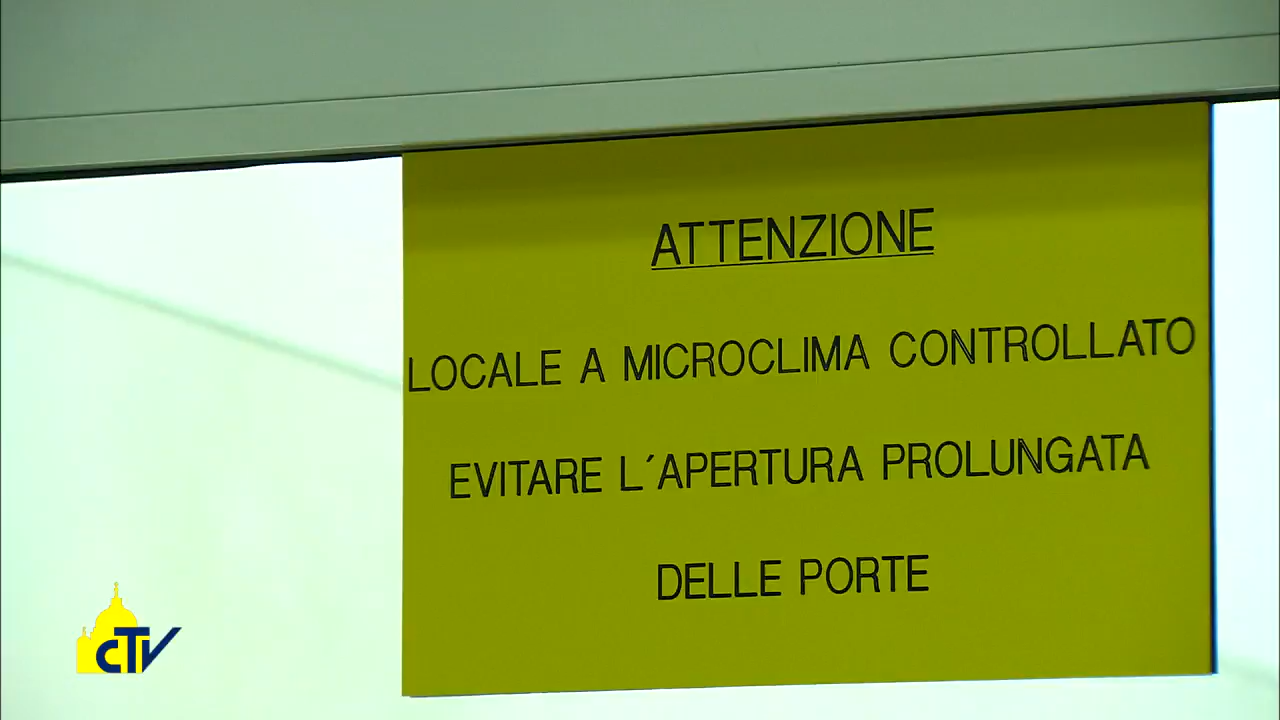 ATTENZIONE
LOCALE A MICROCLIMA CONTROLLATO
EVITARE L´APERTURA PROLUNGATA
DELLE PORTE
CTV